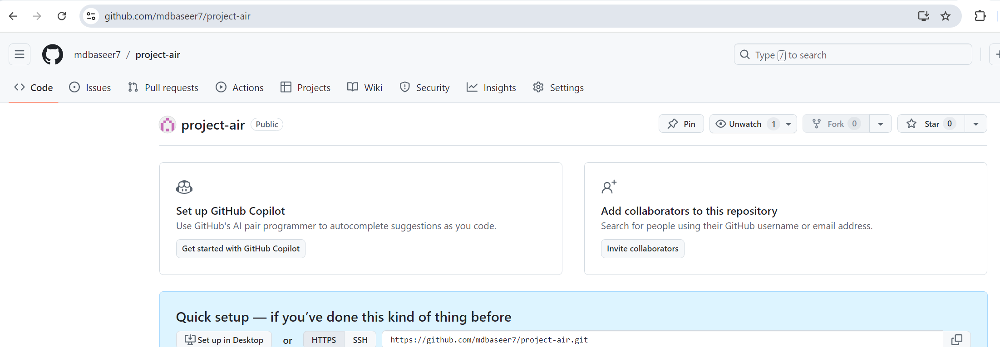 github.com/mdbaseer7/project-air
mdbaseer7 / project-air
Type / to search
Code Issues Pull requests Actions Projects Wiki Security Insights Settings
project-air Public
Pin Unwatch 1 Fork 0 Star 0
Set up GitHub Copilot
Use GitHub's AI pair programmer to autocomplete suggestions as you code.
Get started with GitHub Copilot
Add collaborators to this repository
Search for people using their GitHub username or email address.
Invite collaborators
Quick setup — if you’ve done this kind of thing before
Set up in Desktop or HTTPS SSH https://github.com/mdbaseer7/project-air.git